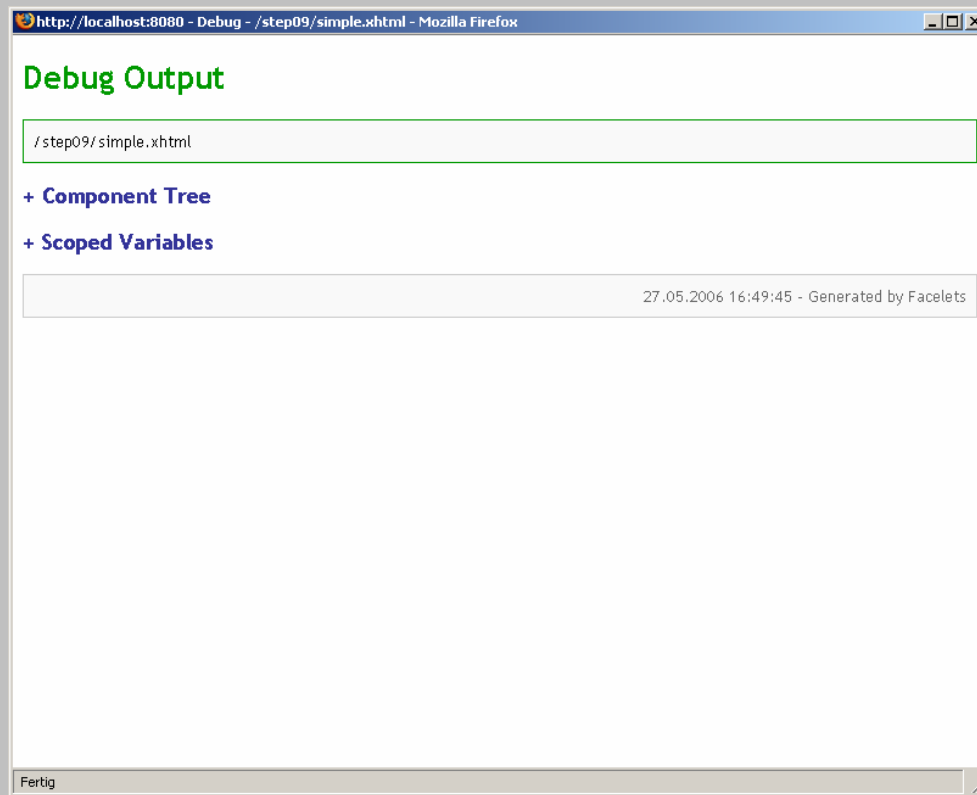 http://localhost:8080 - Debug - /step09/simple.xhtml - Mozilla Firefox
Debug Output
/step09/simple.xhtml
+ Component Tree
+ Scoped Variables
27.05.2006 16:49:45 - Generated by Facelets
Fertig